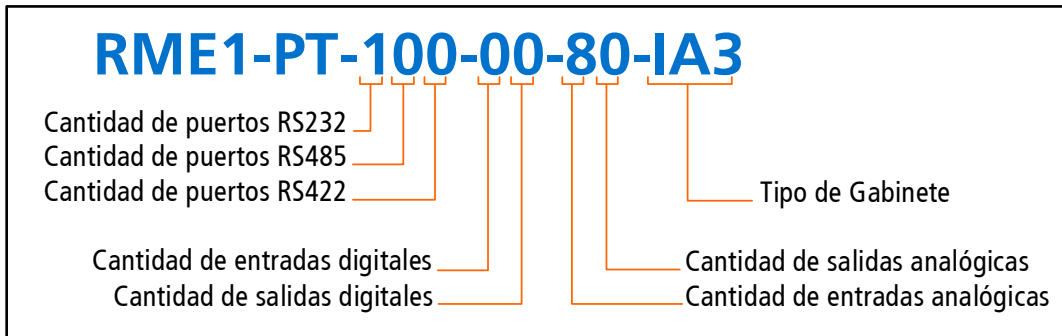 RME1-PT-100-00-80-IA3
Cantidad de puertos RS232
Cantidad de puertos RS485
Cantidad de puertos RS422
Tipo de Gabinete
Cantidad de entradas digitales
Cantidad de salidas analógicas
Cantidad de salidas digitales
Cantidad de entradas analógicas